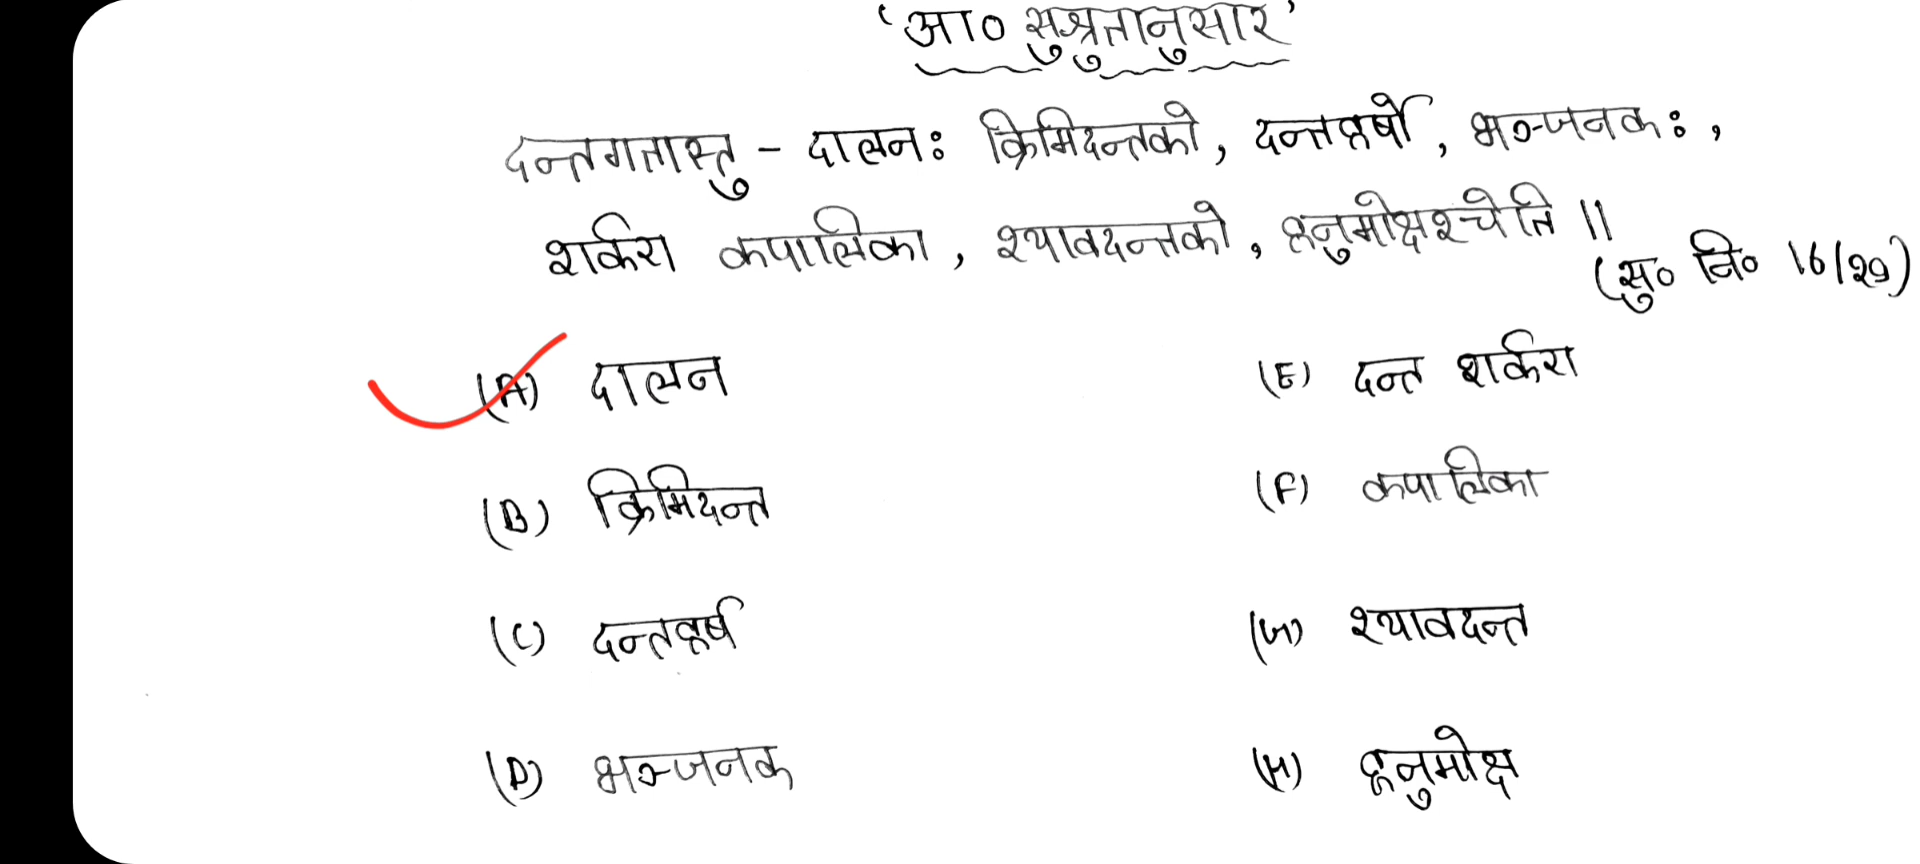 'आ० सुश्रुतानुसार'
दन्तगतास्तु - दालनः क्रिमिदन्तको, दन्तहर्षो, भञ्जनकः,
शर्करा कपालिका, श्यावदन्तको, हनुमोक्षश्चेति ॥
(सु० नि० 16/29)
(A) दालन
(E) दन्त शर्करा
(B) क्रिमिदन्त
(F) कपालिका
(C) दन्तहर्ष
(G) श्यावदन्त
(D) भञ्जनक
(H) हनुमोक्ष